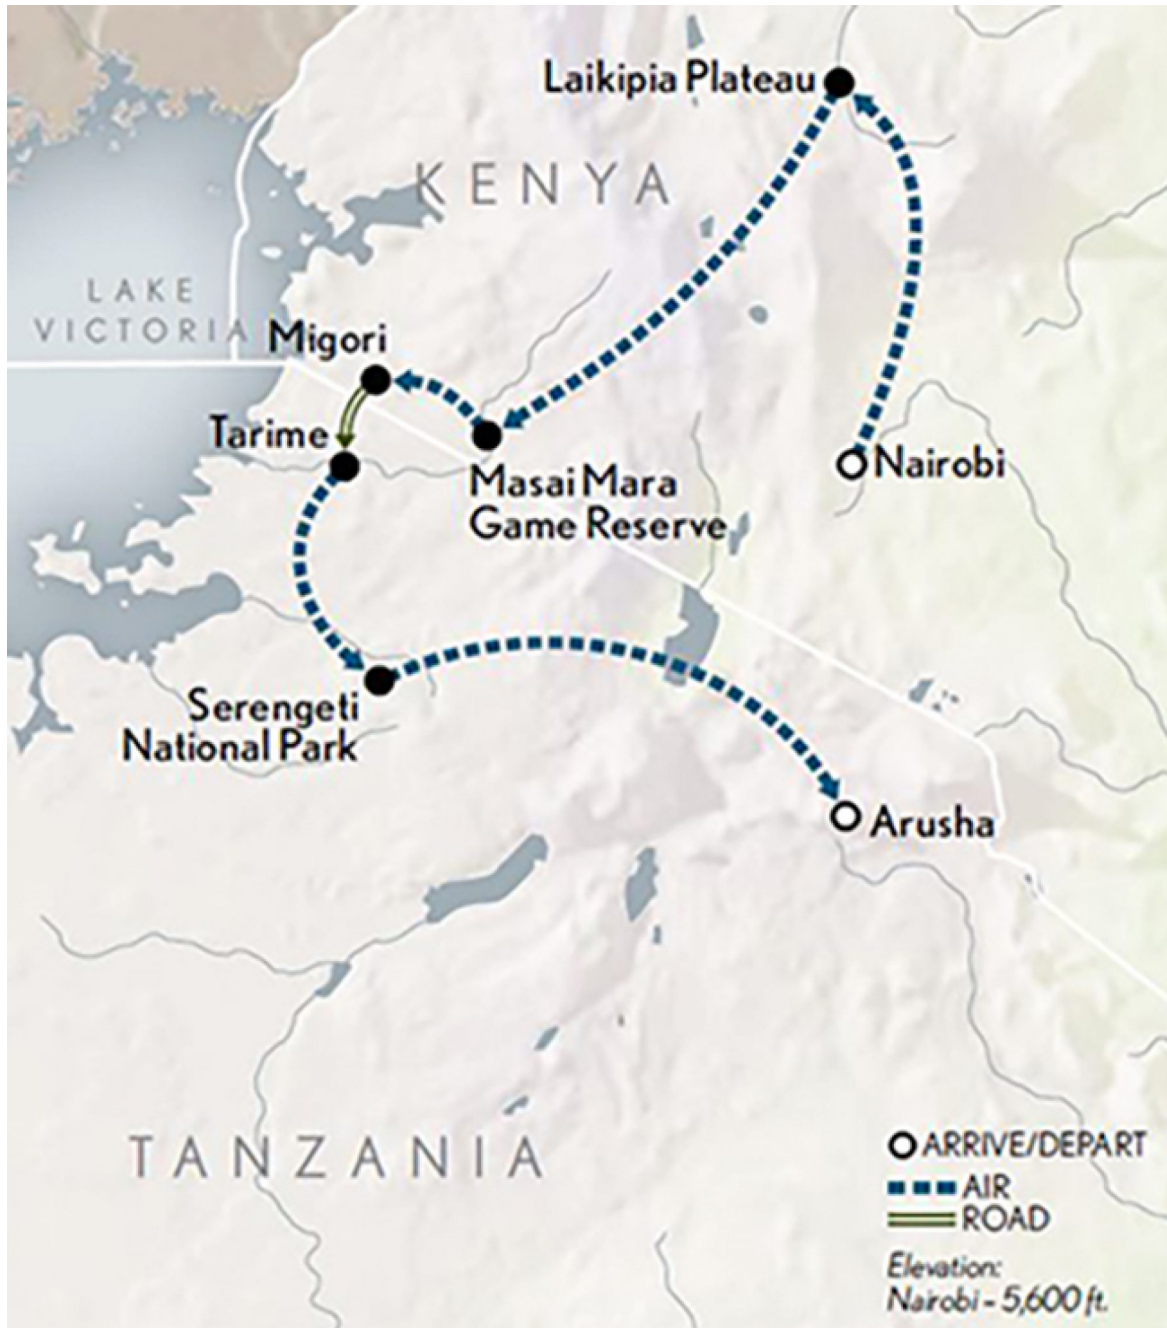 Laikipia Plateau
KENYA
LAKE
VICTORIA
Migori
Tarime
Masai Mara
Game Reserve
Nairobi
Serengeti
National Park
Arusha
TANZANIA
ARRIVE/DEPART
AIR
ROAD
Elevation:
Nairobi - 5,600 ft.